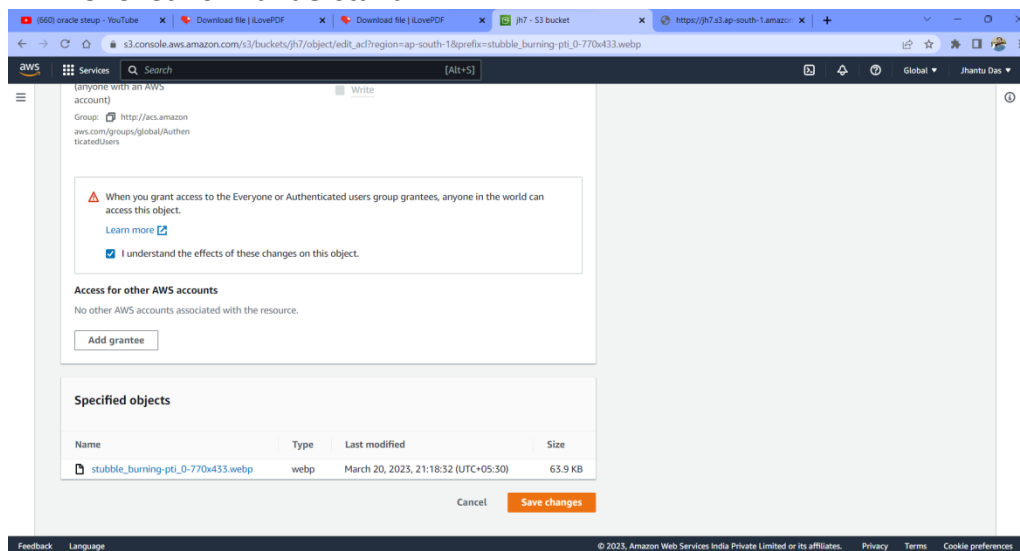 (660) oracle steup - YouTube
Download file | iLovePDF
Download file | iLovePDF
jh7 - S3 bucket
https://jh7.s3.ap-south-1.amazon
s3.console.aws.amazon.com/s3/buckets/jh7/object/edit_acl?region=ap-south-1&prefix=stubble_burning-pti_0-770x433.webp
aws
Services
Search
[Alt+S]
Global
Jhantu Das
(anyone with an AWS
account)
Write
Group: http://acs.amazon
aws.com/groups/global/Authen
ticatedUsers
When you grant access to the Everyone or Authenticated users group grantees, anyone in the world can
access this object.
Learn more
I understand the effects of these changes on this object.
Access for other AWS accounts
No other AWS accounts associated with the resource.
Add grantee
Specified objects
Name Type Last modified Size
stubble_burning-pti_0-770x433.webp webp March 20, 2023, 21:18:32 (UTC+05:30) 63.9 KB
Cancel Save changes
Feedback Language © 2023, Amazon Web Services India Private Limited or its affiliates. Privacy Terms Cookie preferences